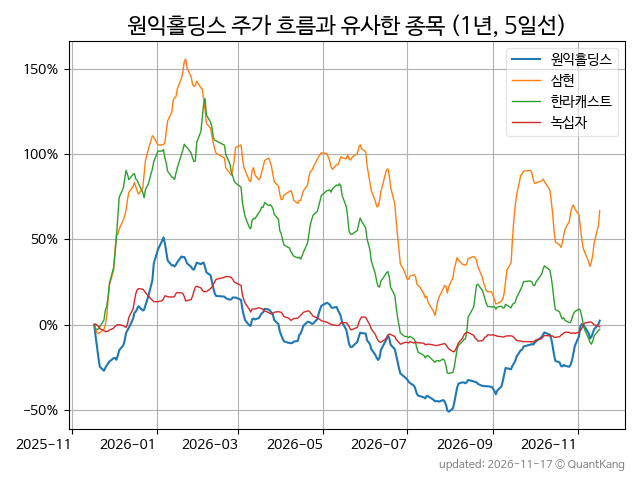 원익홀딩스 주가 흐름과 유사한 종목 (1년, 5일선)
원익홀딩스
삼현
한라캐스트
녹십자
150%
100%
50%
0%
−50%
2025−11
2026−01
2026−03
2026−05
2026−07
2026−09
2026−11
updated: 2026-11-17 © QuantKang